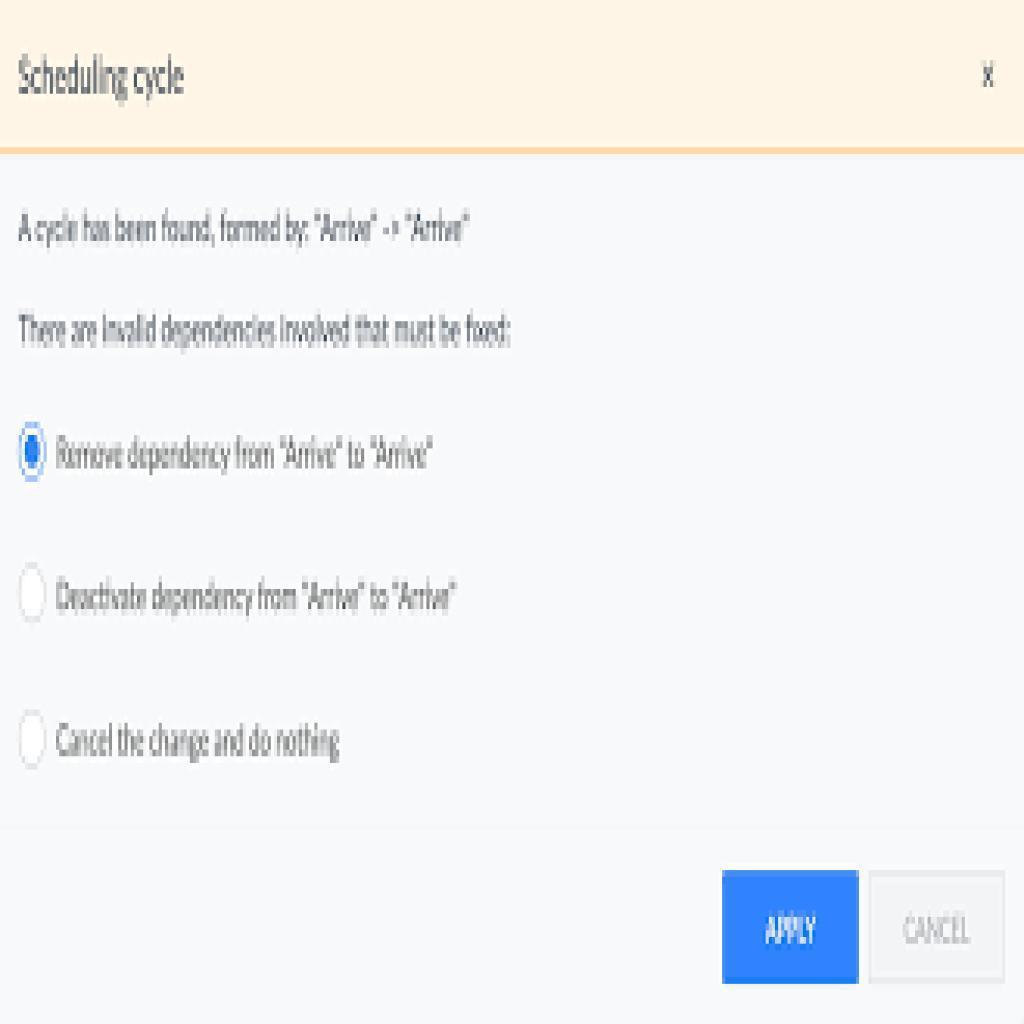 Scheduling cycle x
A cycle has been found, formed by: "Arrive" -> "Arrive"
There are invalid dependencies involved that must be fixed:
Remove dependency from "Arrive" to "Arrive"
Deactivate dependency from "Arrive" to "Arrive"
Cancel the change and do nothing
APPLY CANCEL